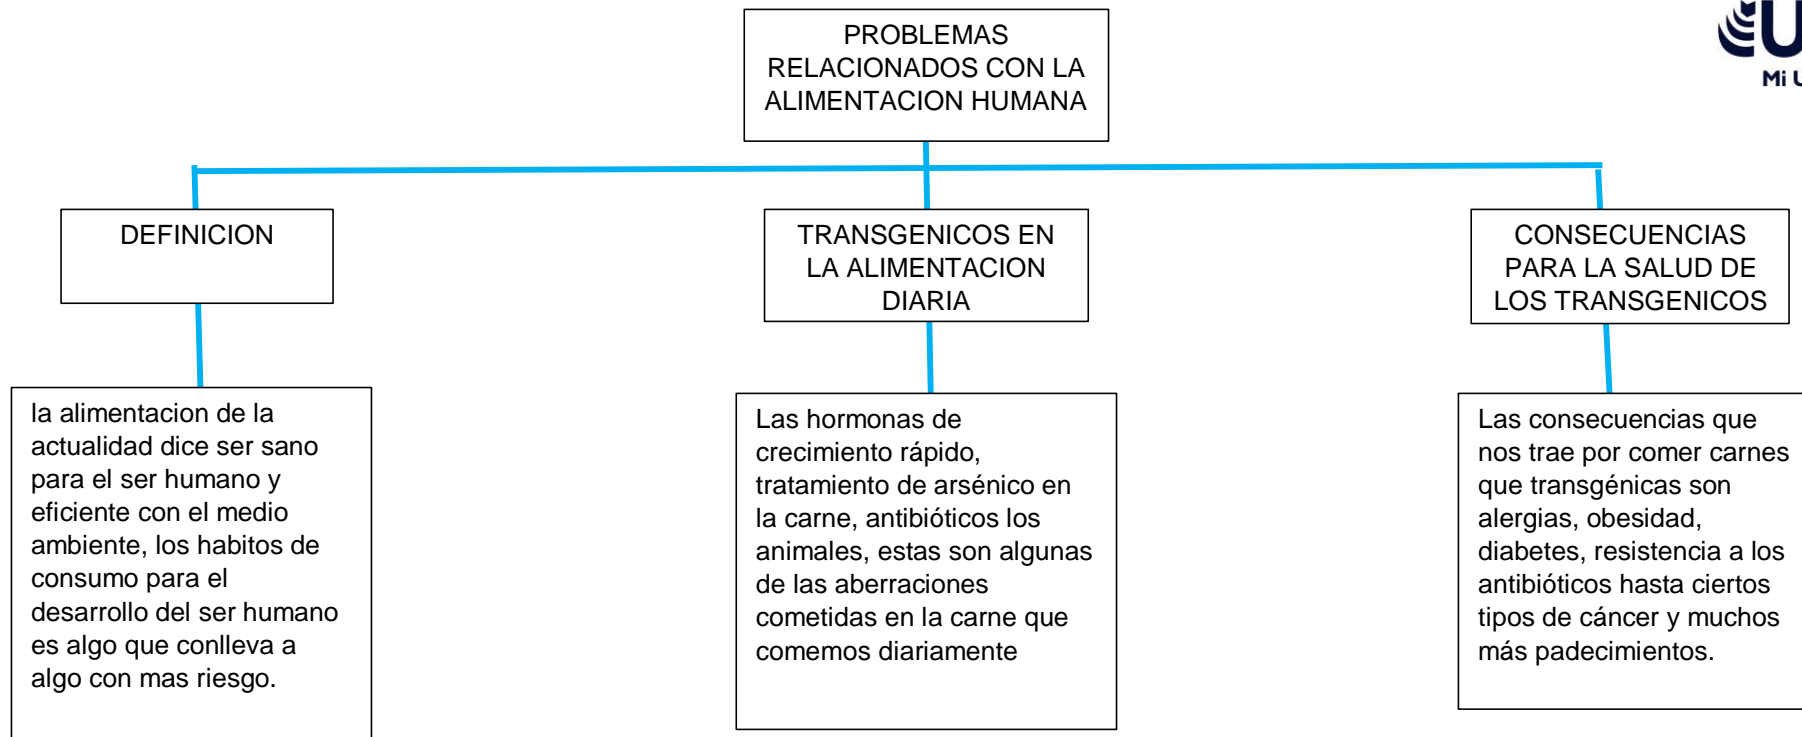 PROBLEMAS
RELACIONADOS CON LA
ALIMENTACION HUMANA
Mi U
DEFINICION
TRANSGENICOS EN
LA ALIMENTACION
DIARIA
CONSECUENCIAS
PARA LA SALUD DE
LOS TRANSGENICOS
la alimentacion de la
actualidad dice ser sano
para el ser humano y
eficiente con el medio
ambiente, los habitos de
consumo para el
desarrollo del ser humano
es algo que conlleva a
algo con mas riesgo.
Las hormonas de
crecimiento rápido,
tratamiento de arsénico en
la carne, antibióticos los
animales, estas son algunas
de las aberraciones
cometidas en la carne que
comemos diariamente
Las consecuencias que
nos trae por comer carnes
que transgénicas son
alergias, obesidad,
diabetes, resistencia a los
antibióticos hasta ciertos
tipos de cáncer y muchos
más padecimientos.